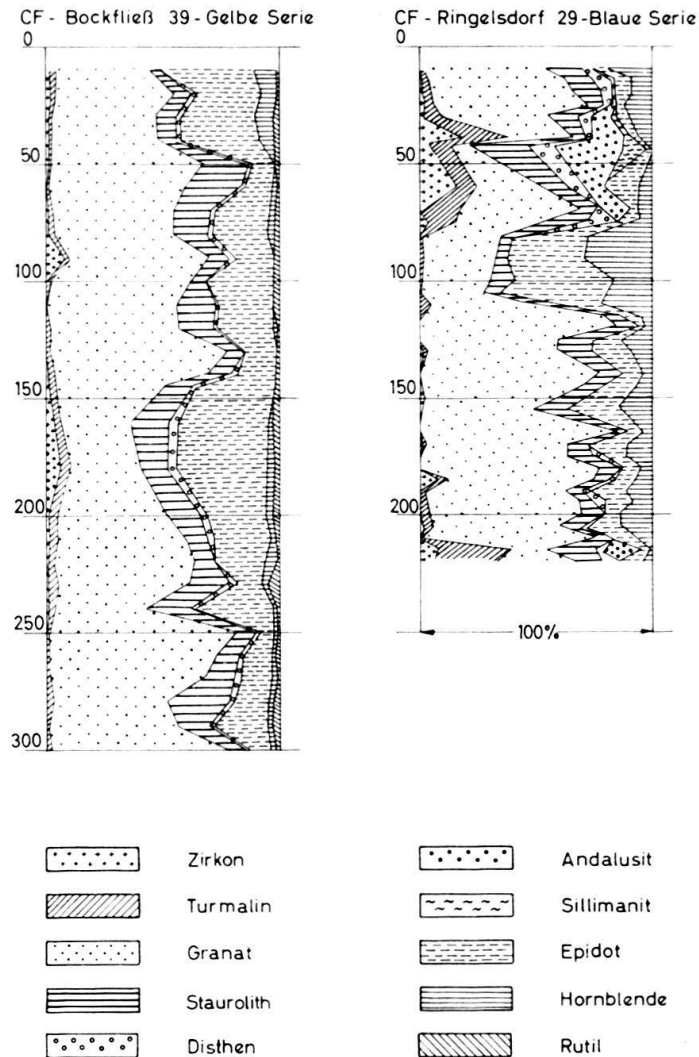 CF - Bockfließ 39 - Gelbe Serie
0
50
100
150
200
250
300
CF - Ringelsdorf 29 - Blaue Serie
0
50
100
150
200
100%
Zirkon
Turmalin
Granat
Staurolith
Disthen
Andalusit
Sillimanit
Epidot
Hornblende
Rutil